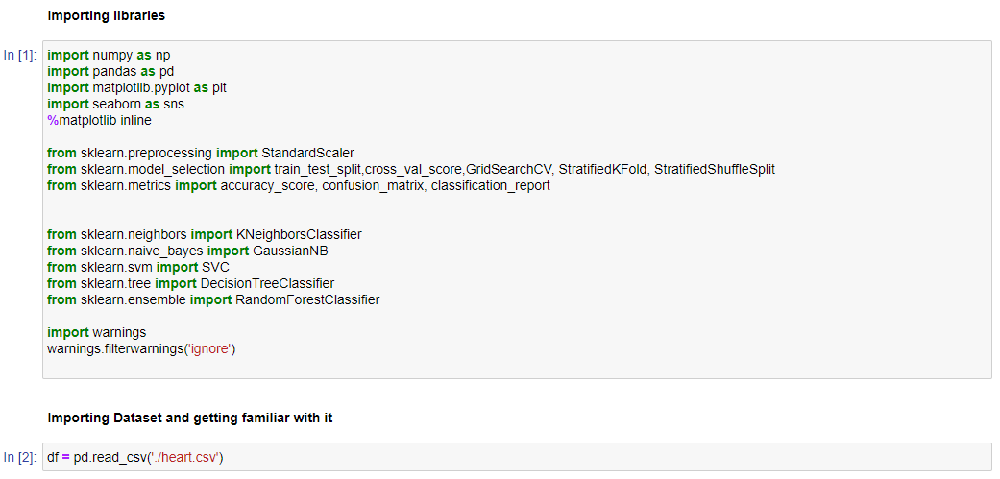 Importing libraries
In [1]:
import numpy as np
import pandas as pd
import matplotlib.pyplot as plt
import seaborn as sns
%matplotlib inline
from sklearn.preprocessing import StandardScaler
from sklearn.model_selection import train_test_split,cross_val_score,GridSearchCV, StratifiedKFold, StratifiedShuffleSplit
from sklearn.metrics import accuracy_score, confusion_matrix, classification_report
from sklearn.neighbors import KNeighborsClassifier
from sklearn.naive_bayes import GaussianNB
from sklearn.svm import SVC
from sklearn.tree import DecisionTreeClassifier
from sklearn.ensemble import RandomForestClassifier
import warnings
warnings.filterwarnings('ignore')
Importing Dataset and getting familiar with it
In [2]:
df = pd.read_csv('./heart.csv')